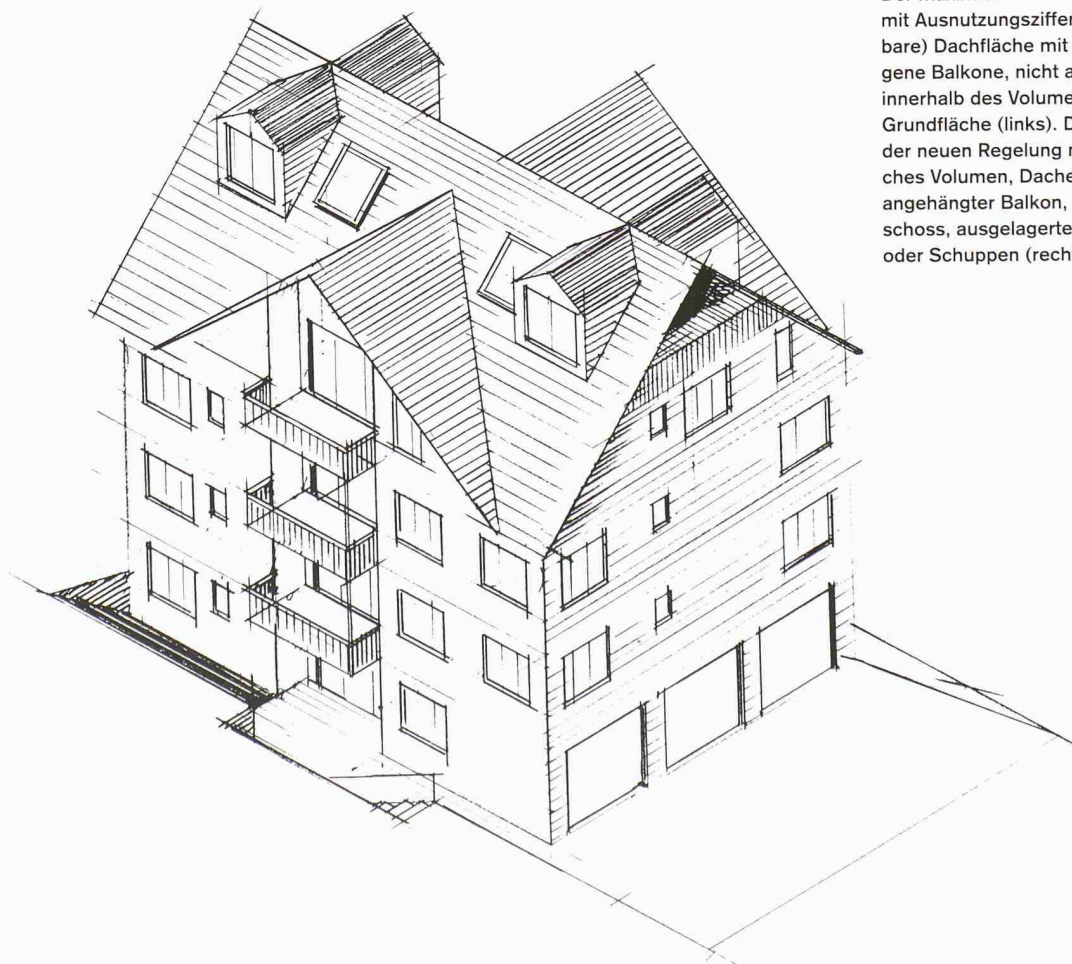 mit Ausnutzungsziffer
bare) Dachfläche mit
gene Balkone, nicht a
innerhalb des Volume
Grundfläche (links). D
der neuen Regelung m
ches Volumen, Dache
angehängter Balkon,
schoss, ausgelagerte
oder Schuppen (rech